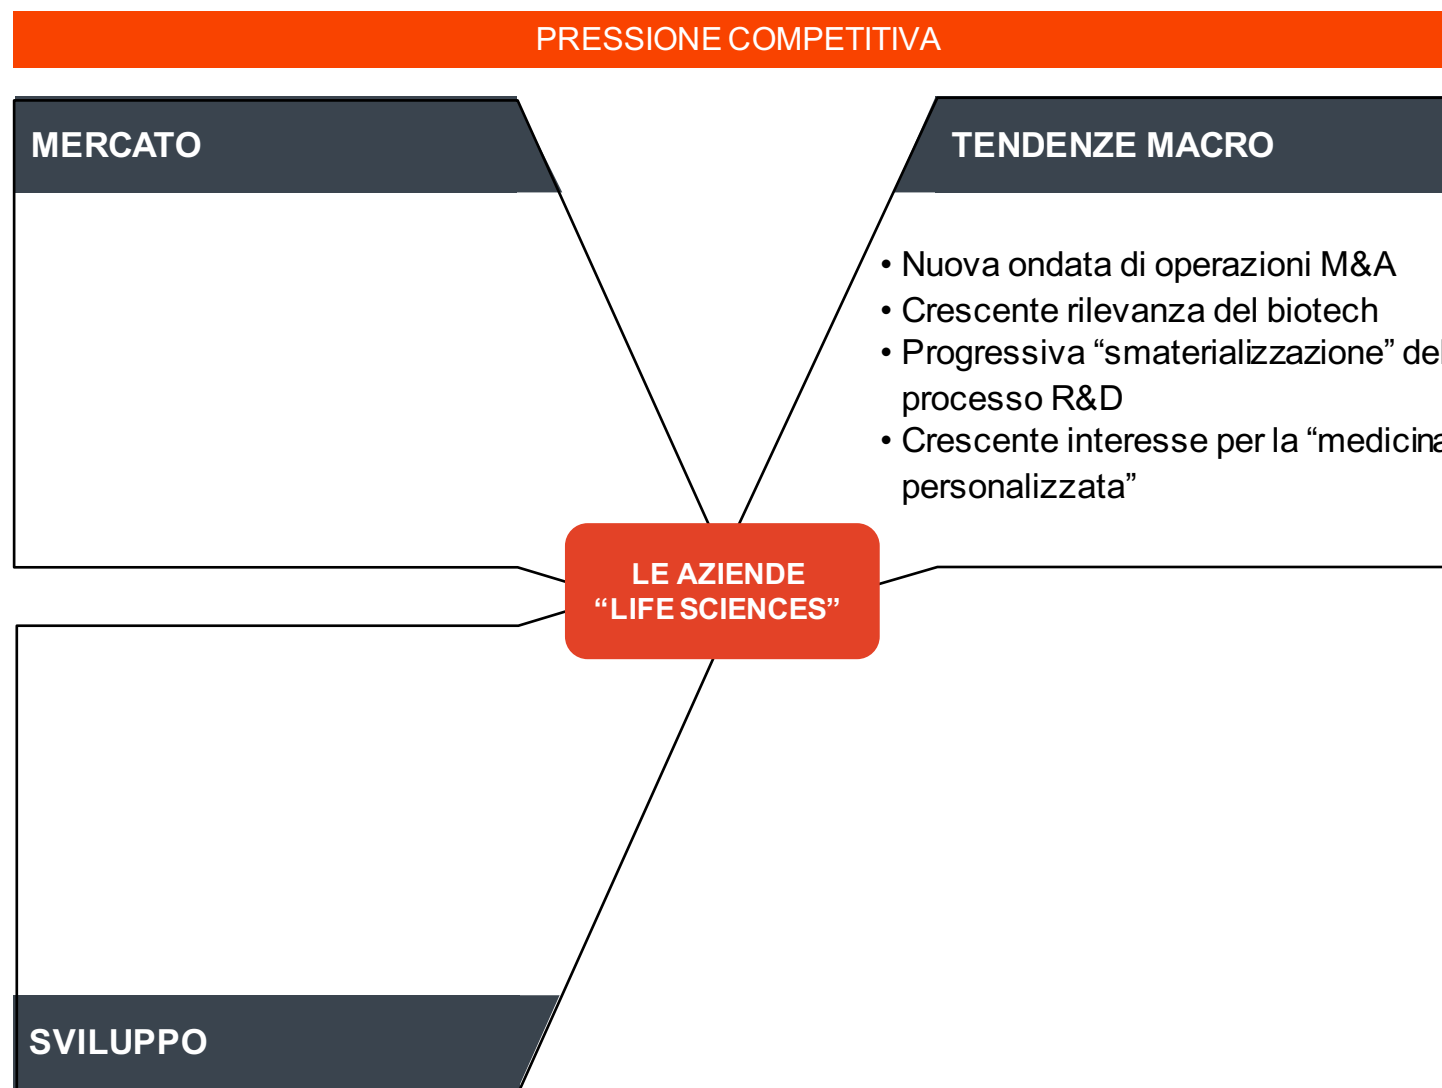 PRESSIONE COMPETITIVA
MERCATO
TENDENZE MACRO
• Nuova ondata di operazioni M&A
• Crescente rilevanza del biotech
• Progressiva “smaterializzazione” del
processo R&D
• Crescente interesse per la “medicina
personalizzata”
LE AZIENDE
“LIFE SCIENCES”
SVILUPPO